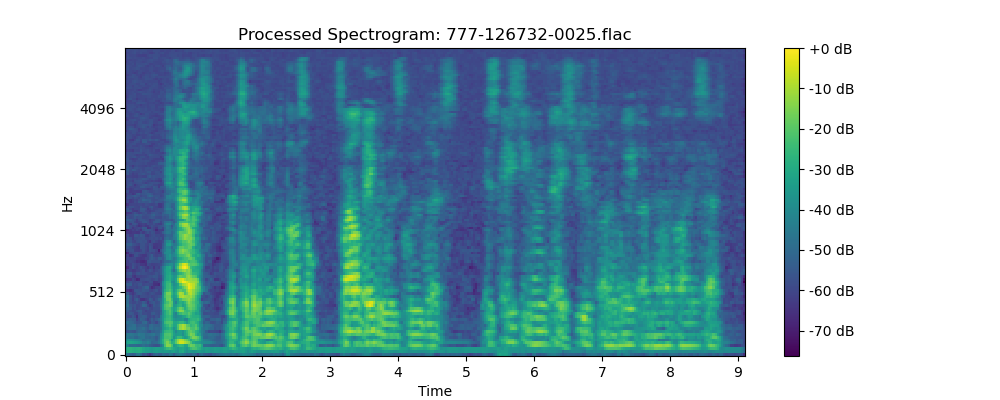 Processed Spectrogram: 777-126732-0025.flac
Hz
4096
2048
1024
512
0
0 1 2 3 4 5 6 7 8 9
Time
+0 dB
-10 dB
-20 dB
-30 dB
-40 dB
-50 dB
-60 dB
-70 dB